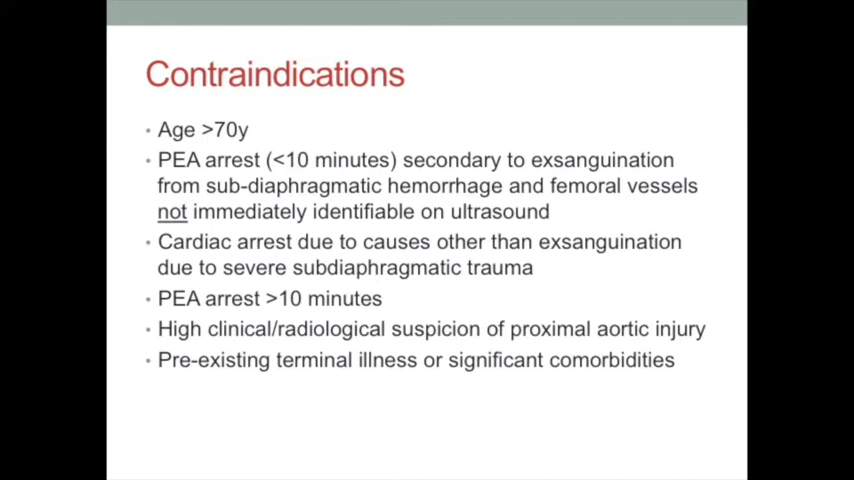 Contraindications
• Age >70y
• PEA arrest (<10 minutes) secondary to exsanguination
from sub-diaphragmatic hemorrhage and femoral vessels
not immediately identifiable on ultrasound
• Cardiac arrest due to causes other than exsanguination
due to severe subdiaphragmatic trauma
• PEA arrest >10 minutes
• High clinical/radiological suspicion of proximal aortic injury
• Pre-existing terminal illness or significant comorbidities